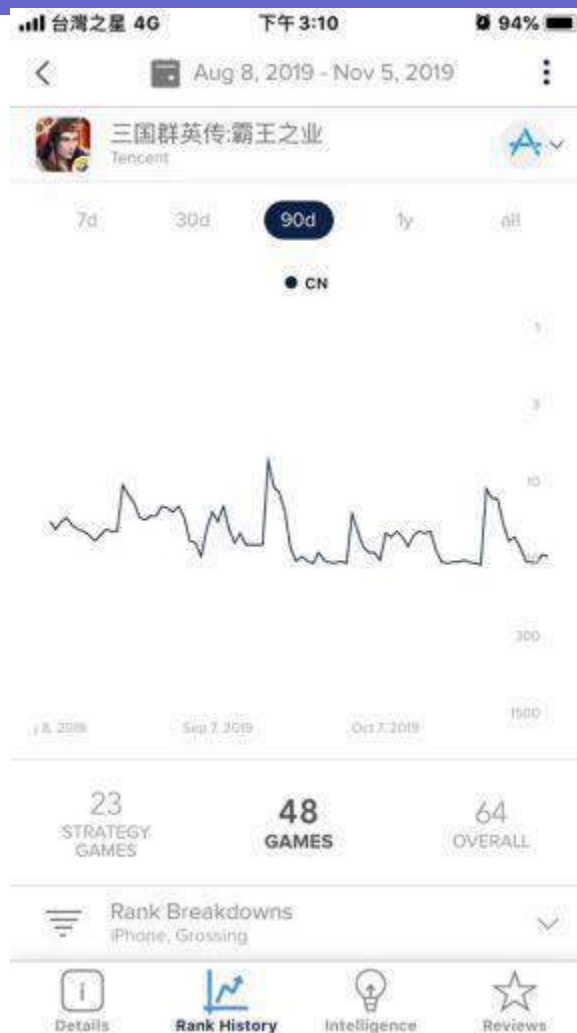 台灣之星 4G 下午3:10 94%
Aug 8, 2019 - Nov 5, 2019
三国群英传:霸王之业
Tencent
7d 30d 90d 1y all
CN
1
3
10
300
1500
8, 2019 Sep 7, 2019 Oct 7, 2019
23 48 64
STRATEGY GAMES OVERALL
GAMES
Rank Breakdowns
iPhone, Grossing
Details Rank History Intelligence Reviews